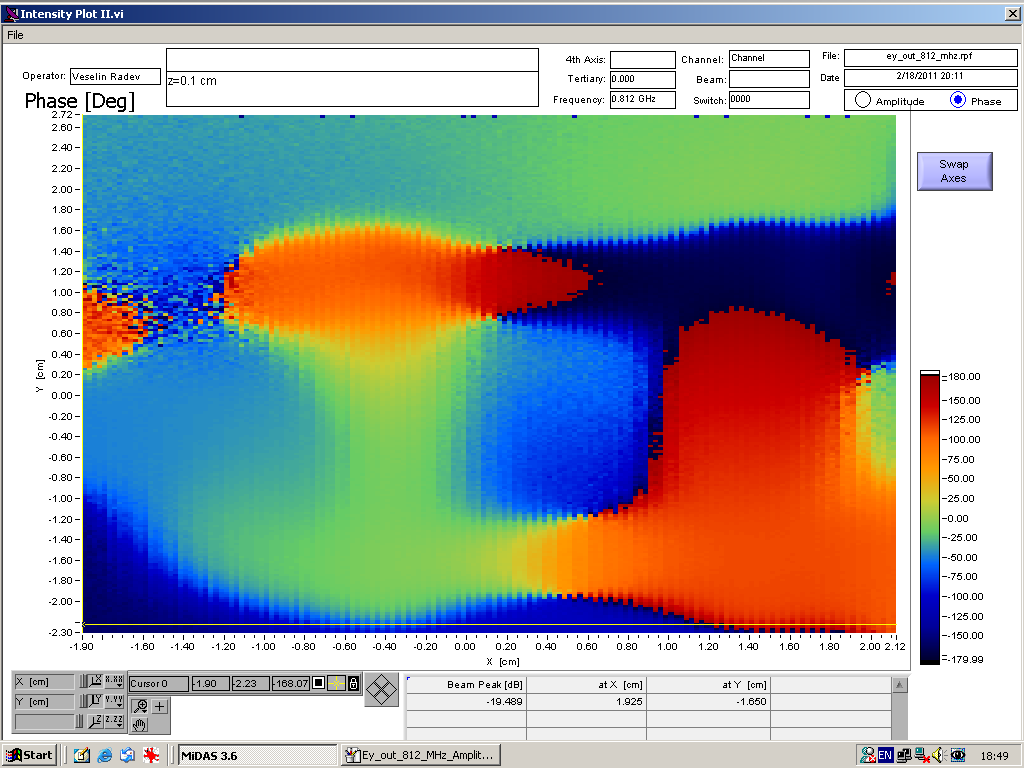 Intensity Plot II.vi
File
Operator: Veselin Radev
z=0.1 cm
4th Axis:
Tertiary: 0.000
Frequency: 0.812 GHz
Channel: Channel
Beam:
Switch: 0000
File: ey_out_812_mhz.rpf
Date 2/18/2011 20:11
Amplitude Phase
Phase [Deg]
Swap
Axes
2.72
2.60
2.40
2.20
2.00
1.80
1.60
1.40
1.20
1.00
0.80
0.60
0.40
0.20
0.00
-0.20
-0.40
-0.60
-0.80
-1.00
-1.20
-1.40
-1.60
-1.80
-2.00
-2.30
Y [cm]
-1.90 -1.60 -1.40 -1.20 -1.00 -0.80 -0.60 -0.40 -0.20 0.00 0.20 0.40 0.60 0.80 1.00 1.20 1.40 1.60 1.80 2.00 2.12
X [cm]
180.00
150.00
125.00
100.00
75.00
50.00
25.00
0.00
-25.00
-50.00
-75.00
-100.00
-125.00
-150.00
-179.99
X [cm]
Y [cm]
X X.XX
Y Y.YY
Z Z.ZZ
Cursor 0 -1.90 -2.23 -168.07
Beam Peak [dB] at X [cm] at Y [cm]
-19.489 1.925 -1.650
Start MiDAS 3.6 Ey_out_812_MHz_Amplit... EN 18:49